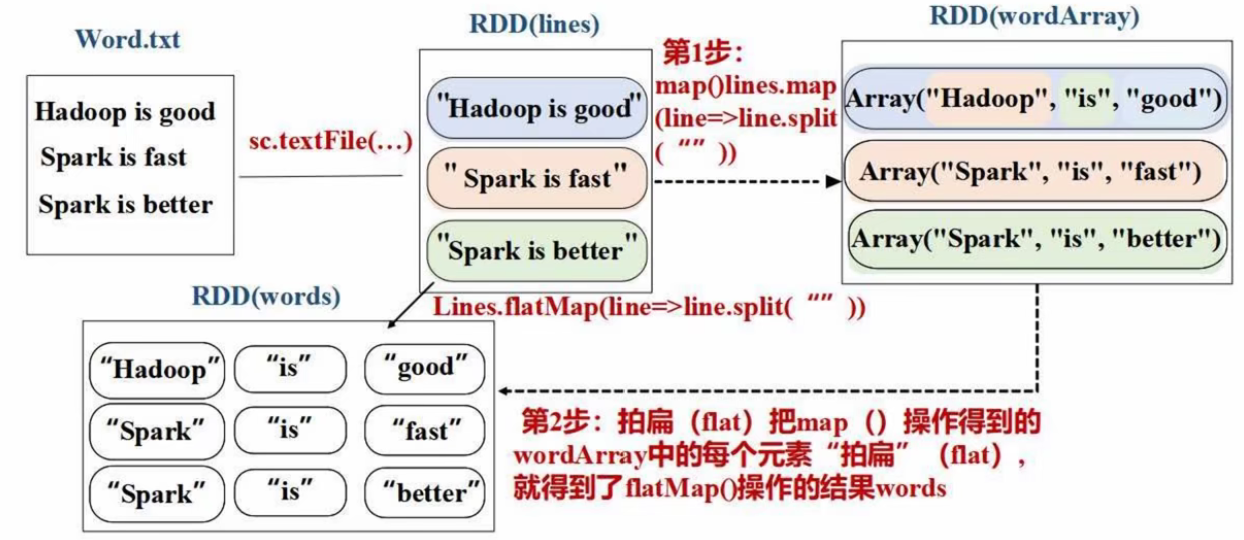 Word.txt
Hadoop is good
Spark is fast
Spark is better
sc.textFile(…)
RDD(lines)
"Hadoop is good"
" Spark is fast"
"Spark is better"
第1步：
map()lines.map
(line=>line.split
( “”))
RDD(wordArray)
Array("Hadoop", "is", "good")
Array("Spark", "is", "fast")
Array("Spark", "is, "better")
Lines.flatMap(line=>line.split( “”))
RDD(words)
“Hadoop” “is” “good”
“Spark” “is” “fast”
“Spark” “is” “better”
第2步：拍扁（flat）把map（）操作得到的
wordArray中的每个元素“拍扁”（flat）,
就得到了flatMap()操作的结果words